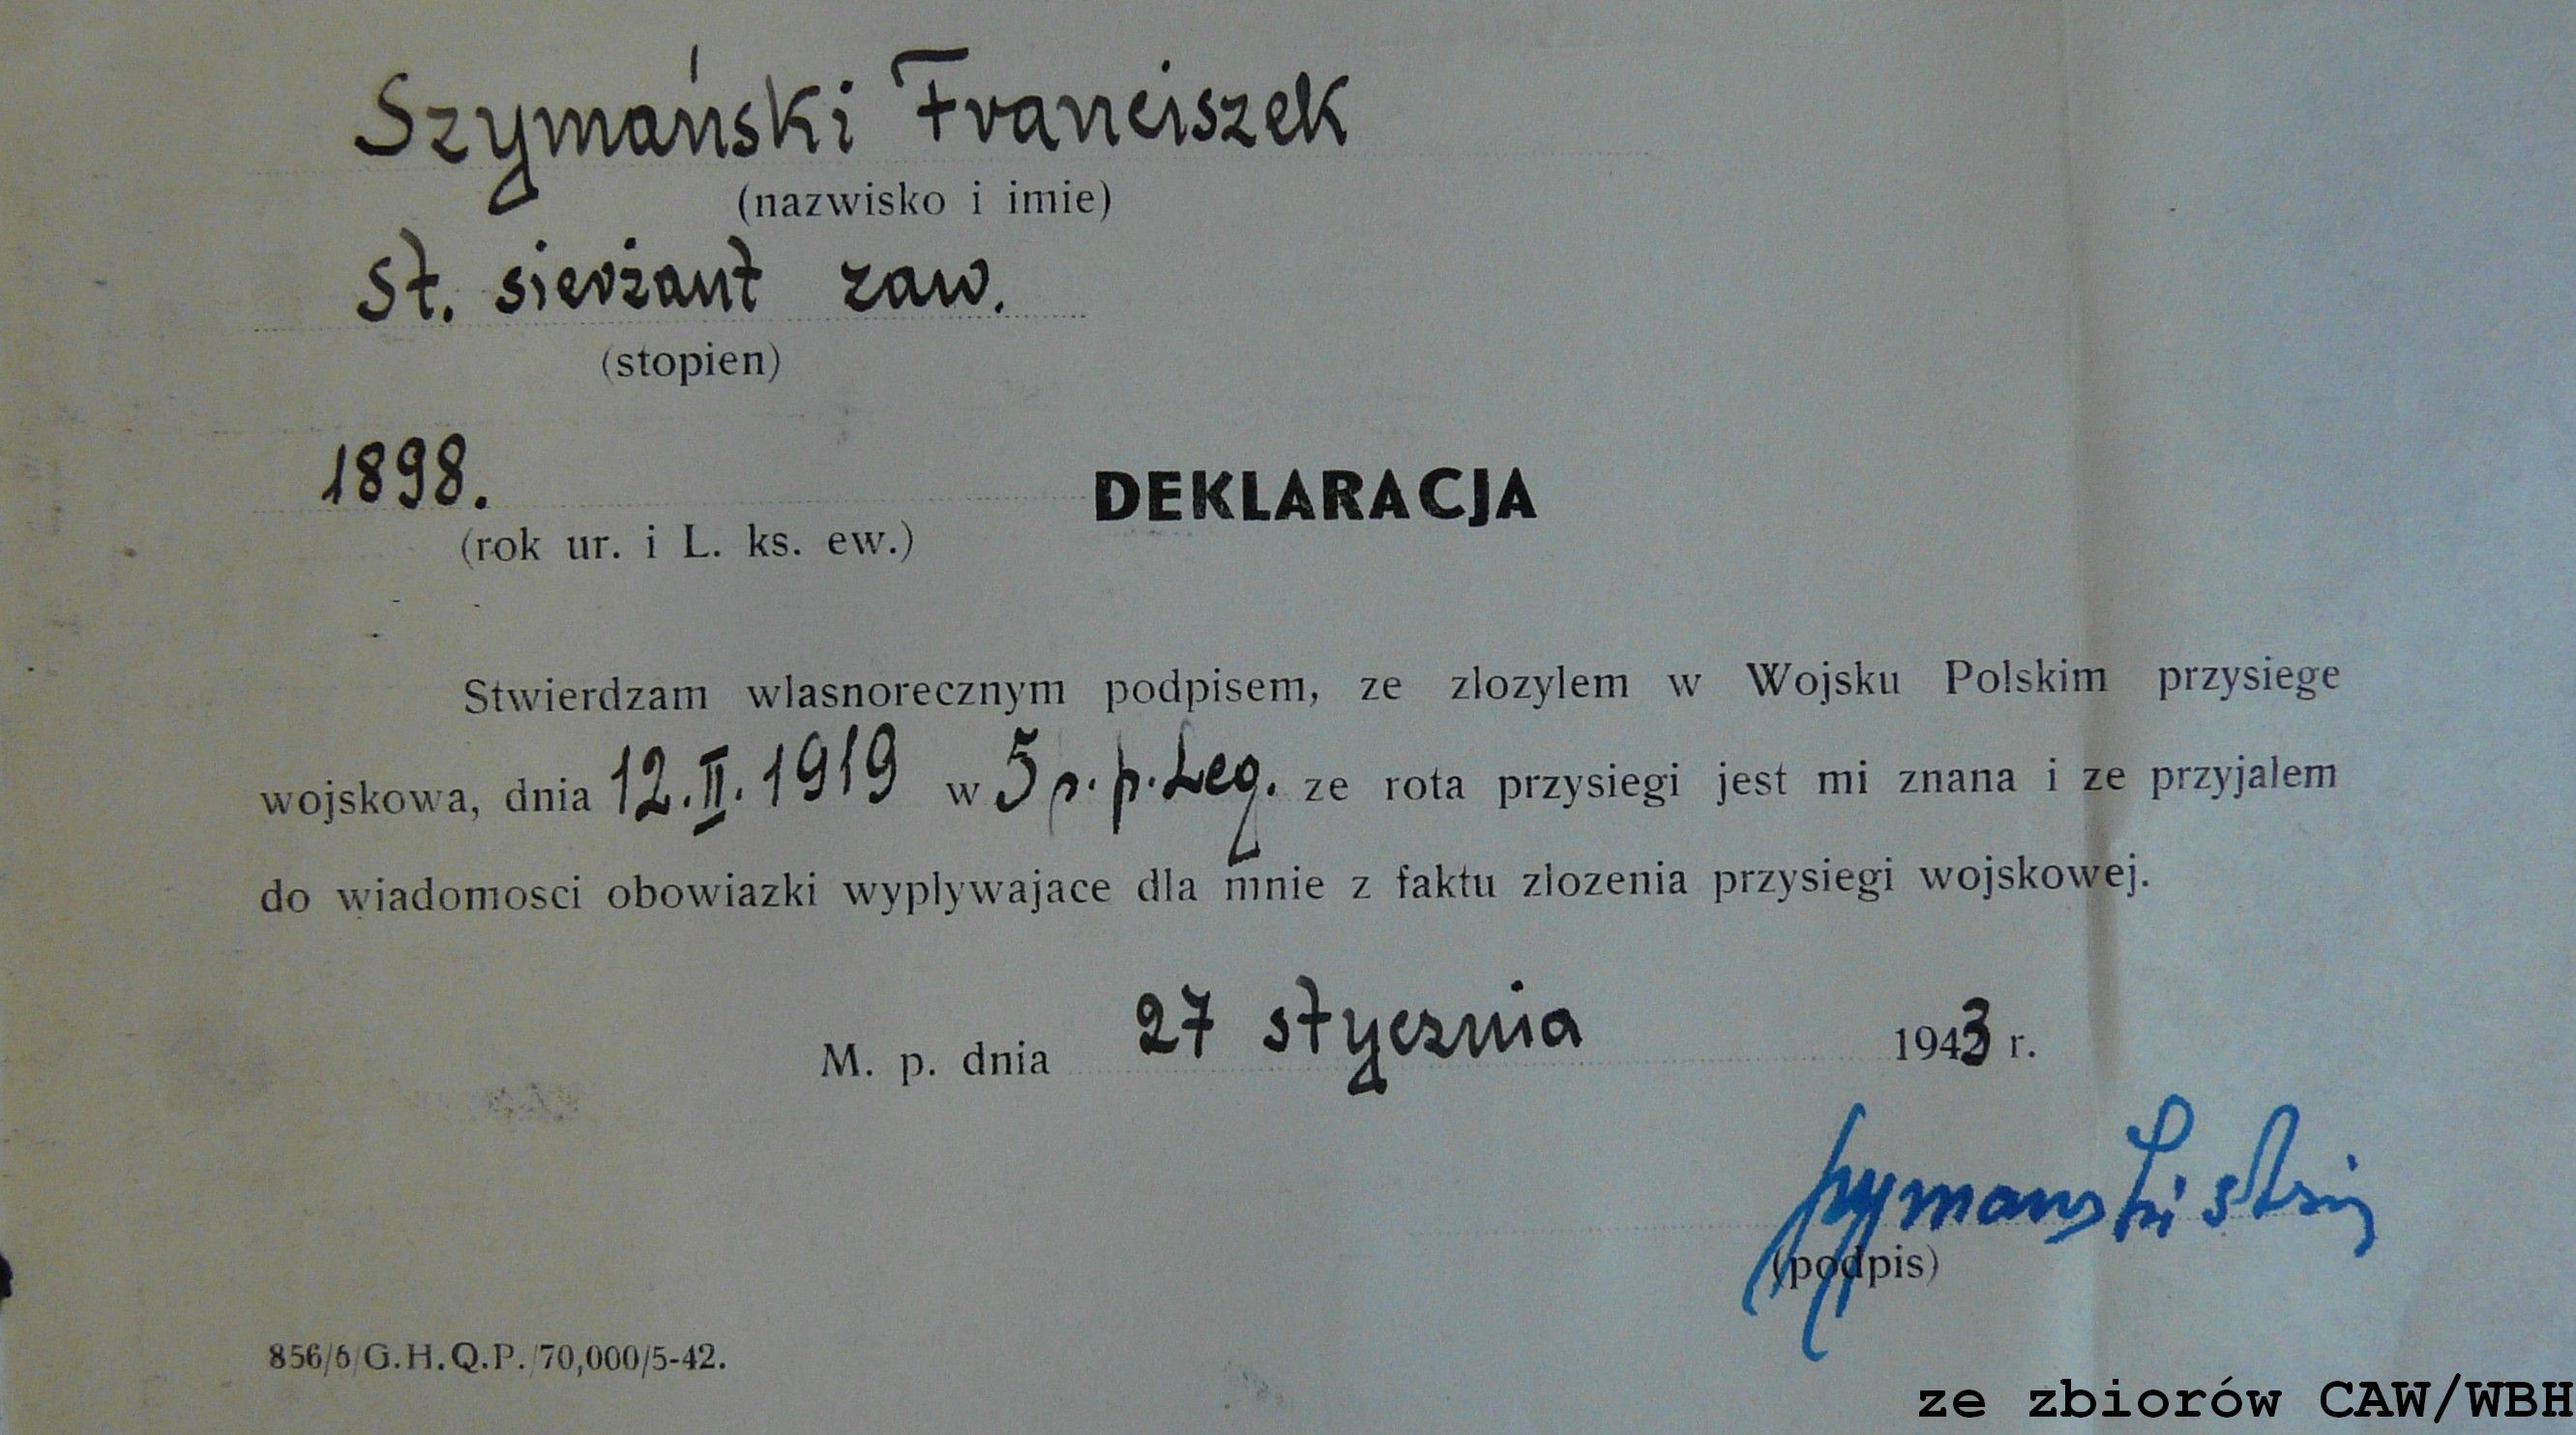 Szymański Franciszek
(nazwisko i imie)
st. sierżant zaw.
(stopien)
1898.
(rok ur. i L. ks. ew.)
DEKLARACJA
Stwierdzam wlasnorecznym podpisem, ze zlozylem w Wojsku Polskim przysiege
wojskowa, dnia 12.II.1919 w 5 p.p.Leg. ze rota przysiegi jest mi znana i ze przyjalem
do wiadomosci obowiazki wyplywajace dla mnie z faktu zlozenia przysiegi wojskowej.
M. p. dnia 27 stycznia 1943 r.
Szymański
(podpis)
856/6/G.H.Q.P./70,000/5-42.
ze zbiorów CAW/WBH